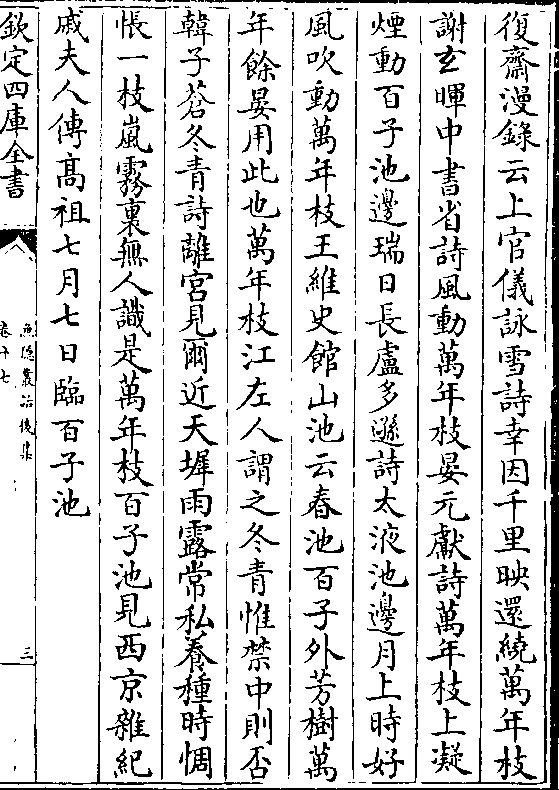 復齋漫錄云上官儀詠雪詩幸因千里映還繞萬年枝
謝玄暉中書省詩風動萬年枝晏元獻詩萬年枝上凝
煙動百子池邊瑞日長盧多遜詩太液池邊月上時好
風吹動萬年枝王維史館山池云春池百子外芳樹萬
年餘晏用此也萬年枝江左人謂之冬青惟禁中則否
韓子蒼冬青詩離宮見爾近天墀雨露常私養種時惆
悵一枝嵐霧裏無人識是萬年枝百子池見西京雜紀
戚夫人傳髙祖七月七日臨百子池
欽定四庫全書
漁隱叢話後集
卷十七
三